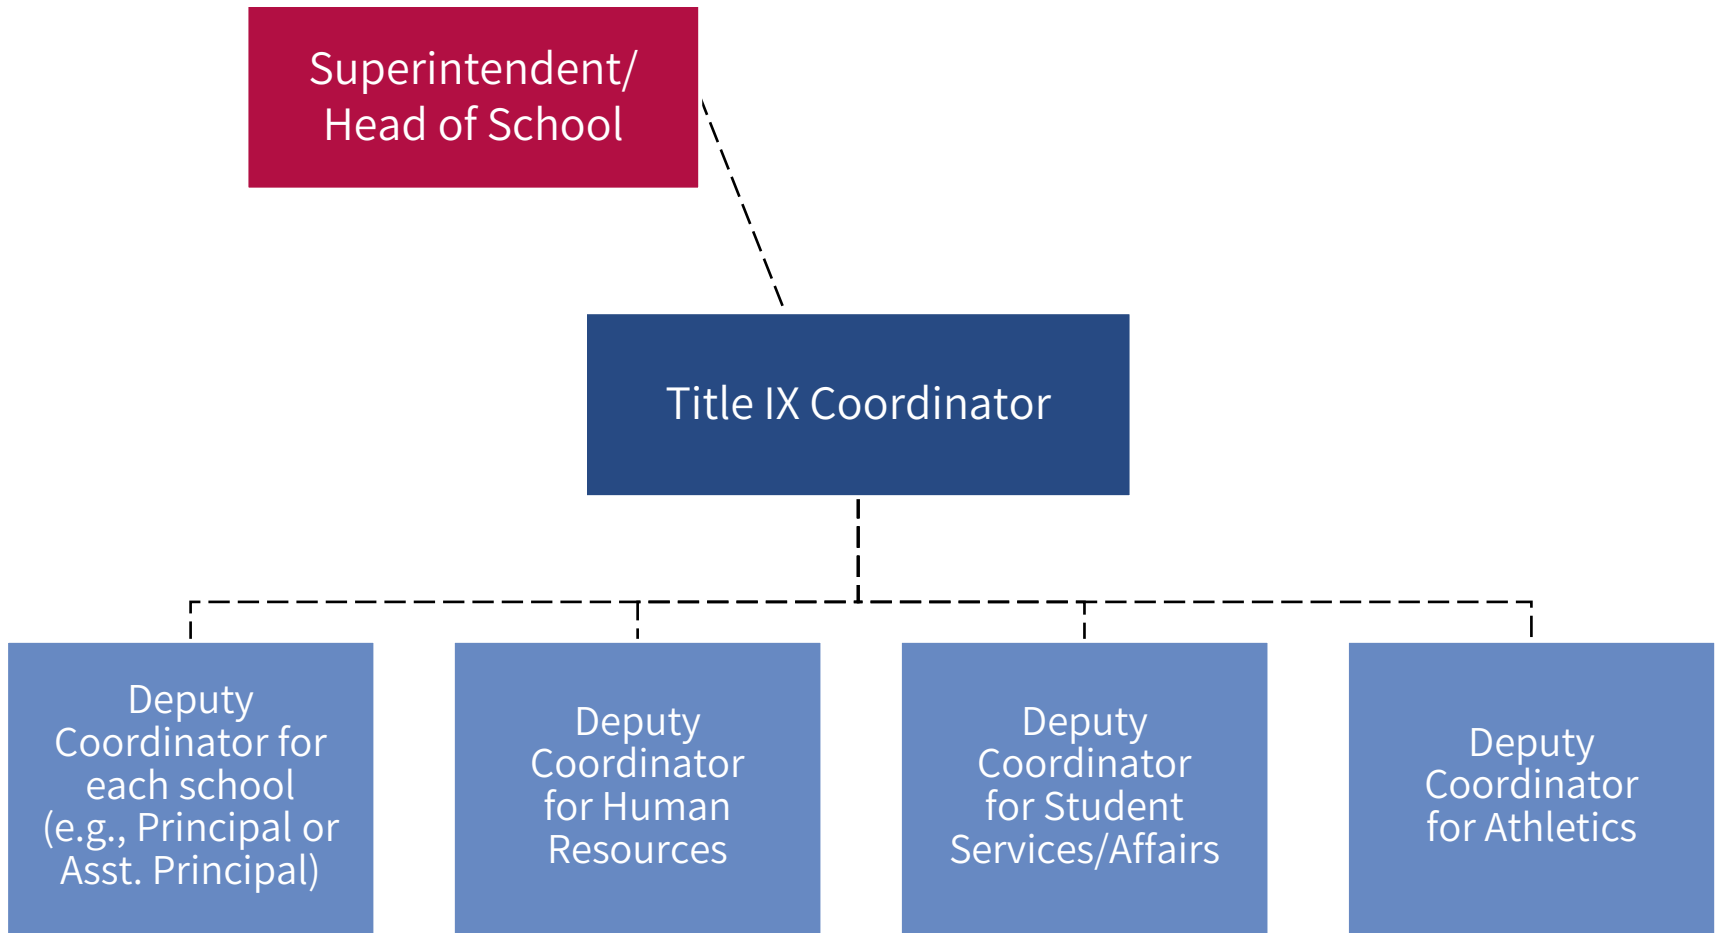 Superintendent/
Head of School
Title IX Coordinator
Deputy
Coordinator for
each school
(e.g., Principal or
Asst. Principal)
Deputy
Coordinator
for Human
Resources
Deputy
Coordinator
for Student
Services/Affairs
Deputy
Coordinator
for Athletics